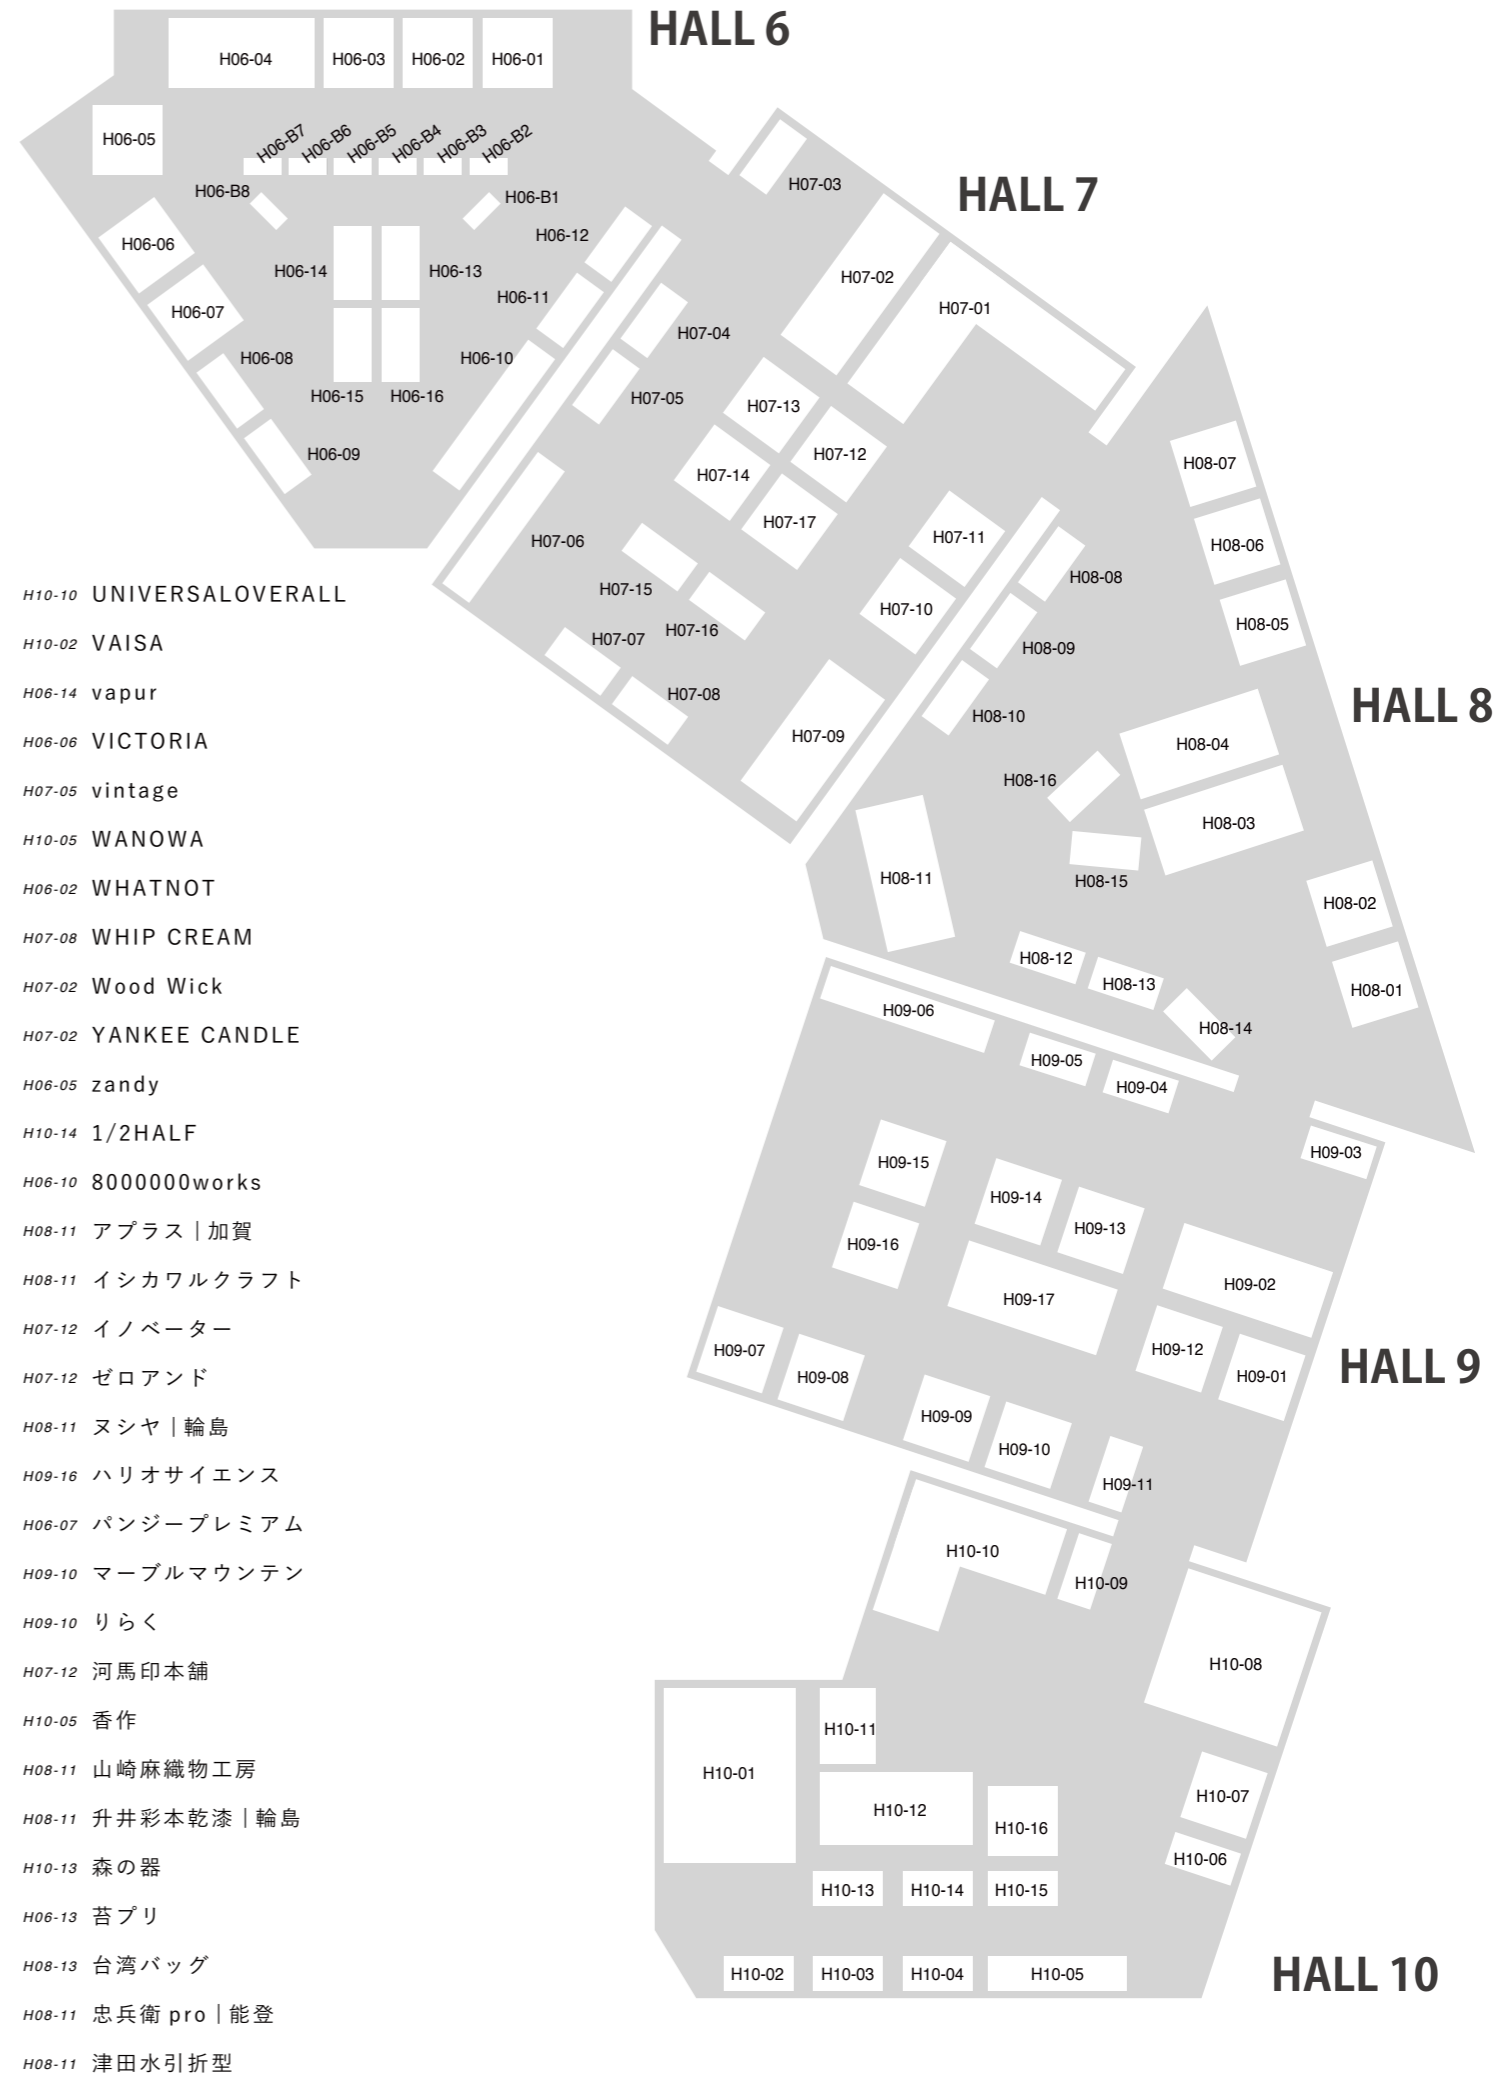 HALL 6
H06-04
H06-03
H06-02
H06-01
H06-05
H06-B7
H06-B6
H06-B5
H06-B4
H06-B3
H06-B2
H06-B8
H06-B1
H06-12
H06-06
H06-14
H06-13
H06-11
H06-07
H06-08
H06-10
H06-15
H06-16
H06-09
HALL 7
H07-03
H07-02
H07-01
H07-04
H07-05
H07-13
H07-12
H07-14
H07-17
H07-11
H07-06
H07-15
H07-10
H07-16
H07-07
H07-08
H07-09
HALL 8
H08-07
H08-06
H08-05
H08-08
H08-09
H08-10
H08-04
H08-16
H08-03
H08-11
H08-15
H08-02
H08-12
H08-13
H08-01
H08-14
HALL 9
H09-06
H09-05
H09-04
H09-03
H09-15
H09-14
H09-13
H09-16
H09-02
H09-17
H09-12
H09-01
H09-07
H09-08
H09-09
H09-10
H09-11
HALL 10
H10-10
H10-09
H10-08
H10-11
H10-01
H10-12
H10-07
H10-16
H10-06
H10-13
H10-14
H10-15
H10-02
H10-03
H10-04
H10-05
H10-10 UNIVERSALOVERALL
H10-02 VAISA
H06-14 vapur
H06-06 VICTORIA
H07-05 vintage
H10-05 WANOWA
H06-02 WHATNOT
H07-08 WHIP CREAM
H07-02 Wood Wick
H07-02 YANKEE CANDLE
H06-05 zandy
H10-14 1/2HALF
H06-10 8000000works
H08-11 アプラス｜加賀
H08-11 イシカワルクラフト
H07-12 イノベーター
H07-12 ゼロアンド
H08-11 ヌシヤ｜輪島
H09-16 ハリオサイエンス
H06-07 パンジープレミアム
H09-10 マーブルマウンテン
H09-10 りらく
H07-12 河馬印本舗
H10-05 香作
H08-11 山崎麻織物工房
H08-11 升井彩本乾漆｜輪島
H10-13 森の器
H06-13 苔プリ
H08-13 台湾バッグ
H08-11 忠兵衛 pro｜能登
H08-11 津田水引折型